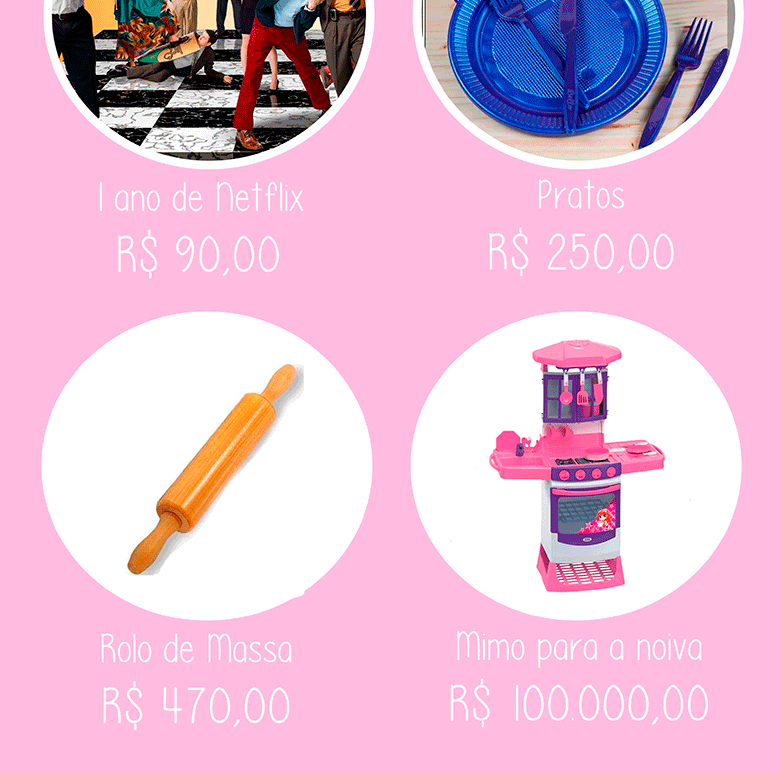 1 ano de Netflix
R$ 90,00
Pratos
R$ 250,00
Rolo de Massa
R$ 470,00
Mimo para a noiva
R$ 100.000,00